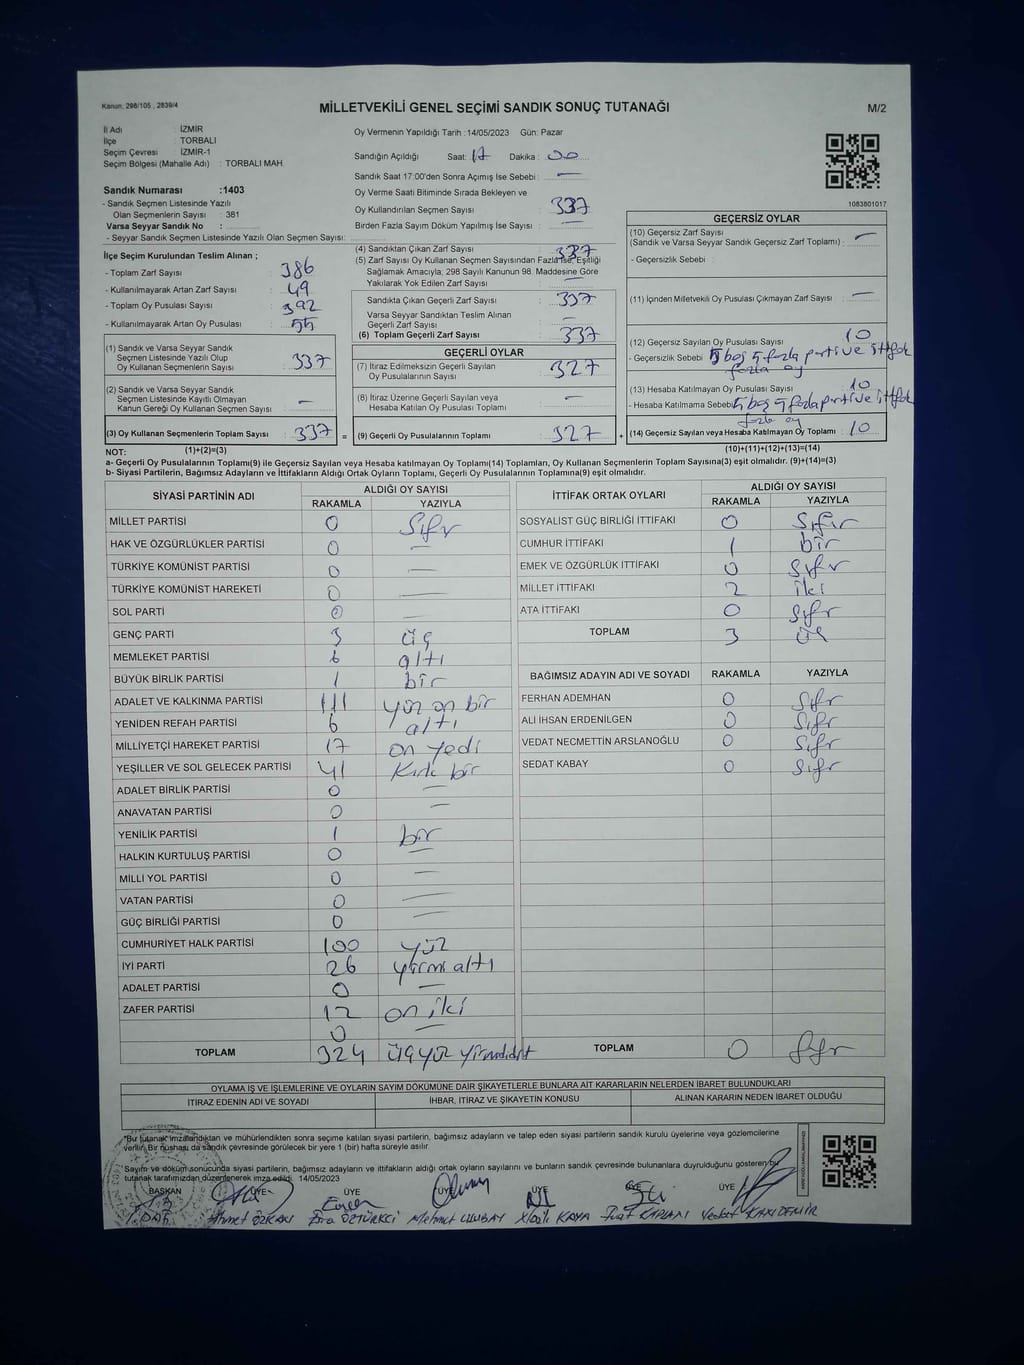 Kanun: 298/105 , 2839/4
MİLLETVEKİLİ GENEL SEÇİMİ SANDIK SONUÇ TUTANAĞI
M/2
İl Adı : İZMİR
İlçe : TORBALI
Seçim Çevresi : İZMİR-1
Seçim Bölgesi (Mahalle Adı) : TORBALI MAH.
Oy Vermenin Yapıldığı Tarih :14/05/2023 Gün: Pazar
Sandığın Açıldığı Saat: 17 Dakika : 00
Sandık Saat 17:00'den Sonra Açımış İse Sebebi : —
Oy Verme Saati Bitiminde Sırada Bekleyen ve
Oy Kullandırılan Seçmen Sayısı : 337
Birden Fazla Sayım Döküm Yapılmış İse Sayısı : —
1083801017
Sandık Numarası :1403
- Sandık Seçmen Listesinde Yazılı
Olan Seçmenlerin Sayısı : 381
Varsa Seyyar Sandık No :
- Seyyar Sandık Seçmen Listesinde Yazılı Olan Seçmen Sayısı:
İlçe Seçim Kurulundan Teslim Alınan ;
- Toplam Zarf Sayısı : 386
- Kullanılmayarak Artan Zarf Sayısı : 49
- Toplam Oy Pusulası Sayısı : 392
- Kullanılmayarak Artan Oy Pusulası : 55
(1) Sandık ve Varsa Seyyar Sandık
Seçmen Listesinde Yazılı Olup
Oy Kullanan Seçmenlerin Sayısı : 337
(2) Sandık ve Varsa Seyyar Sandık
Seçmen Listesinde Kayıtlı Olmayan
Kanun Gereği Oy Kullanan Seçmen Sayısı : —
(3) Oy Kullanan Seçmenlerin Toplam Sayısı : 337
(4) Sandıktan Çıkan Zarf Sayısı : 337
(5) Zarf Sayısı Oy Kullanan Seçmen Sayısından Fazla İse, Eşitliği
Sağlamak Amacıyla; 298 Sayılı Kanunun 98. Maddesine Göre
Yakılarak Yok Edilen Zarf Sayısı :
Sandıkta Çıkan Geçerli Zarf Sayısı : 337
Varsa Seyyar Sandıktan Teslim Alınan
Geçerli Zarf Sayısı : —
(6) Toplam Geçerli Zarf Sayısı : 337
GEÇERLİ OYLAR
(7) İtiraz Edilmeksizin Geçerli Sayılan
Oy Pusulalarının Sayısı : 327
(8) İtiraz Üzerine Geçerli Sayılan veya
Hesaba Katılan Oy Pusulası Toplamı : —
= (9) Geçerli Oy Pusulalarının Toplamı : 327 +
GEÇERSİZ OYLAR
(10) Geçersiz Zarf Sayısı
(Sandık ve Varsa Seyyar Sandık Geçersiz Zarf Toplamı) : —
- Geçersizlik Sebebi :
(11) İçinden Milletvekili Oy Pusulası Çıkmayan Zarf Sayısı : —
(12) Geçersiz Sayılan Oy Pusulası Sayısı : 10
- Geçersizlik Sebebi : 5 boş 5 fazla parti ve ittfak
fazla oy
(13) Hesaba Katılmayan Oy Pusulası Sayısı : 10
- Hesaba Katılmama Sebebi: 5 boş 5 fazla parti ve ittfak
fazla oy
(14) Geçersiz Sayılan veya Hesaba Katılmayan Oy Toplamı : 10
NOT: (1)+(2)=(3) (10)+(11)+(12)+(13)=(14)
a- Geçerli Oy Pusulalarının Toplamı(9) ile Geçersiz Sayılan veya Hesaba katılmayan Oy Toplamı(14) Toplamları, Oy Kullanan Seçmenlerin Toplam Sayısına(3) eşit olmalıdır. (9)+(14)=(3)
b- Siyasi Partilerin, Bağımsız Adayların ve İttifakların Aldığı Ortak Oyların Toplamı, Geçerli Oy Pusulalarının Toplamına(9) eşit olmalıdır.
SİYASİ PARTİNİN ADI ALDIĞI OY SAYISI
RAKAMLA YAZIYLA
MİLLET PARTİSİ 0 Sıfır
HAK VE ÖZGÜRLÜKLER PARTİSİ 0 —
TÜRKİYE KOMÜNİST PARTİSİ 0 —
TÜRKİYE KOMÜNİST HAREKETİ 0 —
SOL PARTİ 0 —
GENÇ PARTİ 3 üç
MEMLEKET PARTİSİ 6 altı
BÜYÜK BİRLİK PARTİSİ 1 bir
ADALET VE KALKINMA PARTİSİ 111 yüz on bir
YENİDEN REFAH PARTİSİ 6 altı
MİLLİYETÇİ HAREKET PARTİSİ 17 on yedi
YEŞİLLER VE SOL GELECEK PARTİSİ 41 Kırk bir
ADALET BİRLİK PARTİSİ 0 —
ANAVATAN PARTİSİ 0 —
YENİLİK PARTİSİ 1 bir
HALKIN KURTULUŞ PARTİSİ 0 —
MİLLİ YOL PARTİSİ 0 —
VATAN PARTİSİ 0 —
GÜÇ BİRLİĞİ PARTİSİ 0 —
CUMHURİYET HALK PARTİSİ 100 yüz
İYİ PARTİ 26 yirmi altı
ADALET PARTİSİ 0 —
ZAFER PARTİSİ 12 on iki
0 —
TOPLAM 324 üçyüz yirmidört
İTTİFAK ORTAK OYLARI ALDIĞI OY SAYISI
RAKAMLA YAZIYLA
SOSYALİST GÜÇ BİRLİĞİ İTTİFAKI 0 Sıfır
CUMHUR İTTİFAKI 1 bir
EMEK VE ÖZGÜRLÜK İTTİFAKI 0 Sıfır
MİLLET İTTİFAKI 2 iki
ATA İTTİFAKI 0 Sıfır
TOPLAM 3 üç
BAĞIMSIZ ADAYIN ADI VE SOYADI RAKAMLA YAZIYLA
FERHAN ADEMHAN 0 Sıfır
ALİ İHSAN ERDENİLGEN 0 Sıfır
VEDAT NECMETTİN ARSLANOĞLU 0 Sıfır
SEDAT KABAY 0 Sıfır
TOPLAM 0 Sıfır
OYLAMA İŞ VE İŞLEMLERİNE VE OYLARIN SAYIM DÖKÜMÜNE DAİR ŞİKAYETLERLE BUNLARA AİT KARARLARIN NELERDEN İBARET BULUNDUKLARI
İTİRAZ EDENİN ADI VE SOYADI İHBAR, İTİRAZ VE ŞİKAYETİN KONUSU ALINAN KARARIN NEDEN İBARET OLDUĞU
"Bu tutanak" imzalandıktan ve mühürlendikten sonra seçime katılan siyasi partilerin, bağımsız adayların ve talep eden siyasi partilerin sandık kurulu üyelerine veya gözlemcilerine
verilir. Bir nüshası da sandık çevresinde görülecek bir yere 1 (bir) hafta süreyle asılır.
Sayım ve döküm sonucunda siyasi partilerin, bağımsız adayların ve ittifakların aldığı ortak oyların sayılarını ve bunların sandık çevresinde bulunanlara duyrulduğunu gösteren bu
tutanak tarafımızdan düzenlenerek imza edildi. 14/05/2023
BAŞKAN ÜYE ÜYE ÜYE ÜYE ÜYE ÜYE
Ahmet ÖZKAN Esra ÖZTÜRKCİ Mehmet ULUBAY Halil KAYA Fuat KAPLAN Vedat KAXIDEMİR